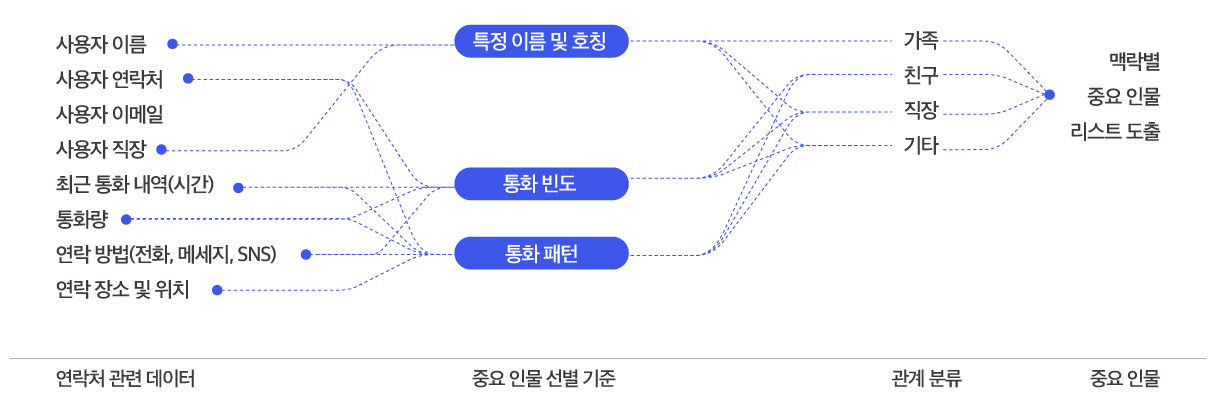 사용자 이름
사용자 연락처
사용자 이메일
사용자 직장
최근 통화 내역(시간)
통화량
연락 방법(전화, 메세지, SNS)
연락 장소 및 위치
특정 이름 및 호칭
통화 빈도
통화 패턴
가족
친구
직장
기타
맥락별
중요 인물
리스트 도출
연락처 관련 데이터
중요 인물 선별 기준
관계 분류
중요 인물